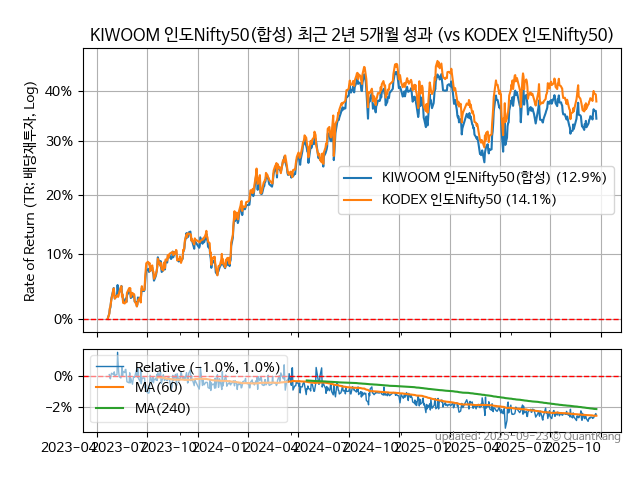 KIWOOM 인도Nifty50(합성) 최근 2년 5개월 성과 (vs KODEX 인도Nifty50)
Rate of Return (TR: 배당재투자, Log)
40%
30%
20%
10%
0%
KIWOOM 인도Nifty50(합성) (12.9%)
KODEX 인도Nifty50 (14.1%)
0%
−2%
Relative (−1.0%, 1.0%)
MA(60)
MA(240)
updated: 2025-09-23 © QuantKang
2023-04 2023-07 2023-10 2024-01 2024-04 2024-07 2024-10 2025-01 2025-04 2025-07 2025-10